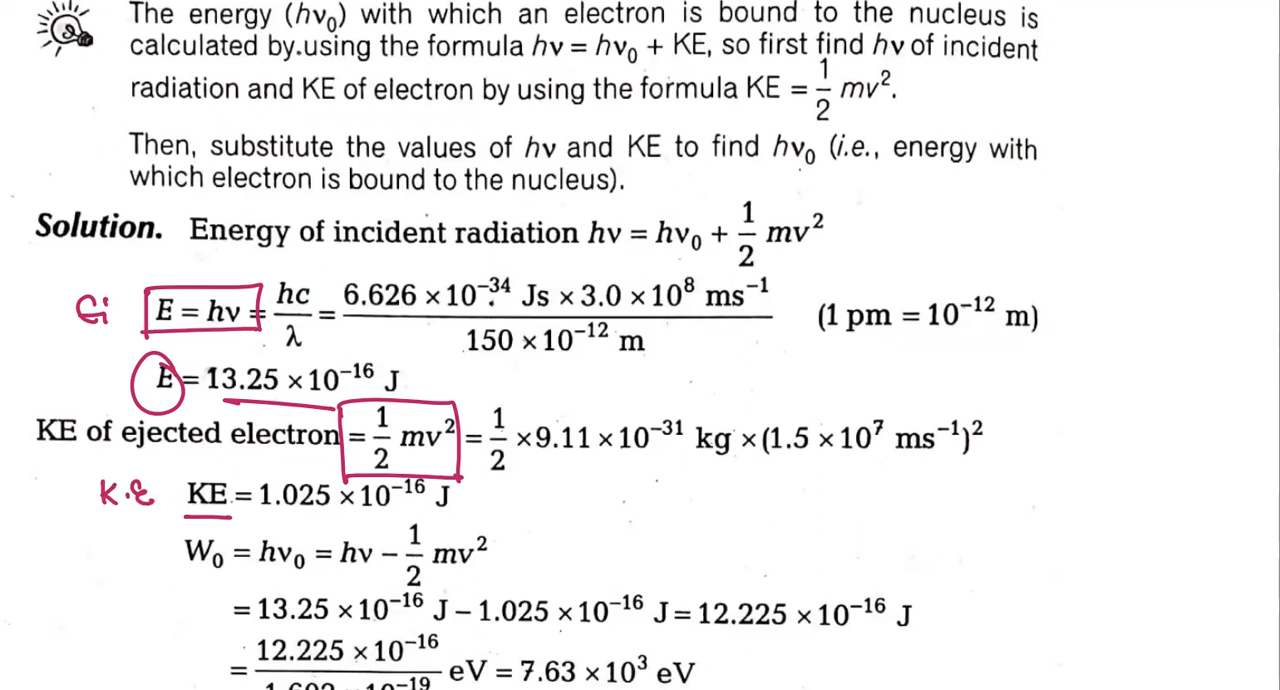 The energy (hν₀) with which an electron is bound to the nucleus is
calculated by.using the formula hν = hν₀ + KE, so first find hν of incident
radiation and KE of electron by using the formula KE = 1/2 mv².
Then, substitute the values of hν and KE to find hν₀ (i.e., energy with
which electron is bound to the nucleus).
Solution. Energy of incident radiation hν = hν₀ + 1/2 mv²
Ei E = hν = hc/λ = 6.626 × 10⁻³⁴ Js × 3.0 × 10⁸ ms⁻¹ / 150 × 10⁻¹² m (1 pm = 10⁻¹² m)
E = 13.25 × 10⁻¹⁶ J
KE of ejected electron = 1/2 mv² = 1/2 × 9.11 × 10⁻³¹ kg × (1.5 × 10⁷ ms⁻¹)²
K.E KE = 1.025 × 10⁻¹⁶ J
W₀ = hν₀ = hν − 1/2 mv²
= 13.25 × 10⁻¹⁶ J − 1.025 × 10⁻¹⁶ J = 12.225 × 10⁻¹⁶ J
= 12.225 × 10⁻¹⁶ / 1.602 × 10⁻¹⁹ eV = 7.63 × 10³ eV